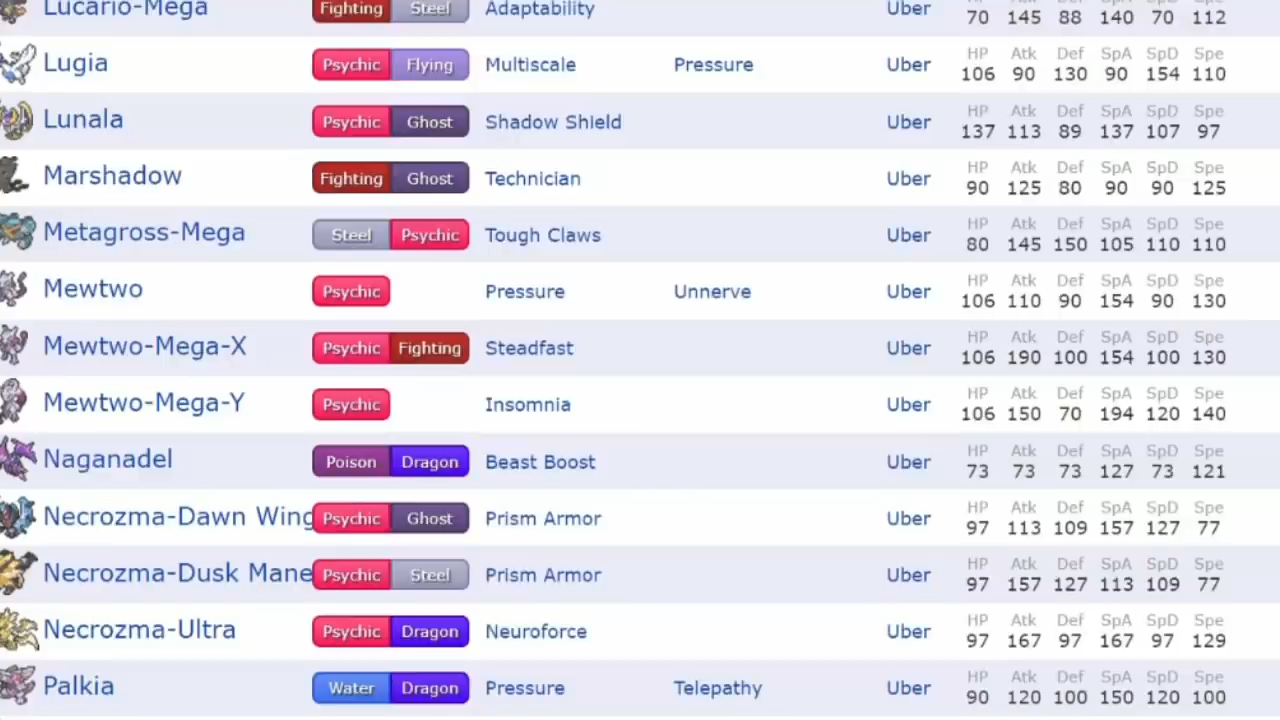 Lucario-Mega Fighting Steel Adaptability Uber 70 145 88 140 70 112
HP Atk Def SpA SpD Spe
Lugia Psychic Flying Multiscale Pressure Uber 106 90 130 90 154 110
HP Atk Def SpA SpD Spe
Lunala Psychic Ghost Shadow Shield Uber 137 113 89 137 107 97
HP Atk Def SpA SpD Spe
Marshadow Fighting Ghost Technician Uber 90 125 80 90 90 125
HP Atk Def SpA SpD Spe
Metagross-Mega Steel Psychic Tough Claws Uber 80 145 150 105 110 110
HP Atk Def SpA SpD Spe
Mewtwo Psychic Pressure Unnerve Uber 106 110 90 154 90 130
HP Atk Def SpA SpD Spe
Mewtwo-Mega-X Psychic Fighting Steadfast Uber 106 190 100 154 100 130
HP Atk Def SpA SpD Spe
Mewtwo-Mega-Y Psychic Insomnia Uber 106 150 70 194 120 140
HP Atk Def SpA SpD Spe
Naganadel Poison Dragon Beast Boost Uber 73 73 73 127 73 121
HP Atk Def SpA SpD Spe
Necrozma-Dawn Wing Psychic Ghost Prism Armor Uber 97 113 109 157 127 77
HP Atk Def SpA SpD Spe
Necrozma-Dusk Mane Psychic Steel Prism Armor Uber 97 157 127 113 109 77
HP Atk Def SpA SpD Spe
Necrozma-Ultra Psychic Dragon Neuroforce Uber 97 167 97 167 97 129
HP Atk Def SpA SpD Spe
Palkia Water Dragon Pressure Telepathy Uber 90 120 100 150 120 100